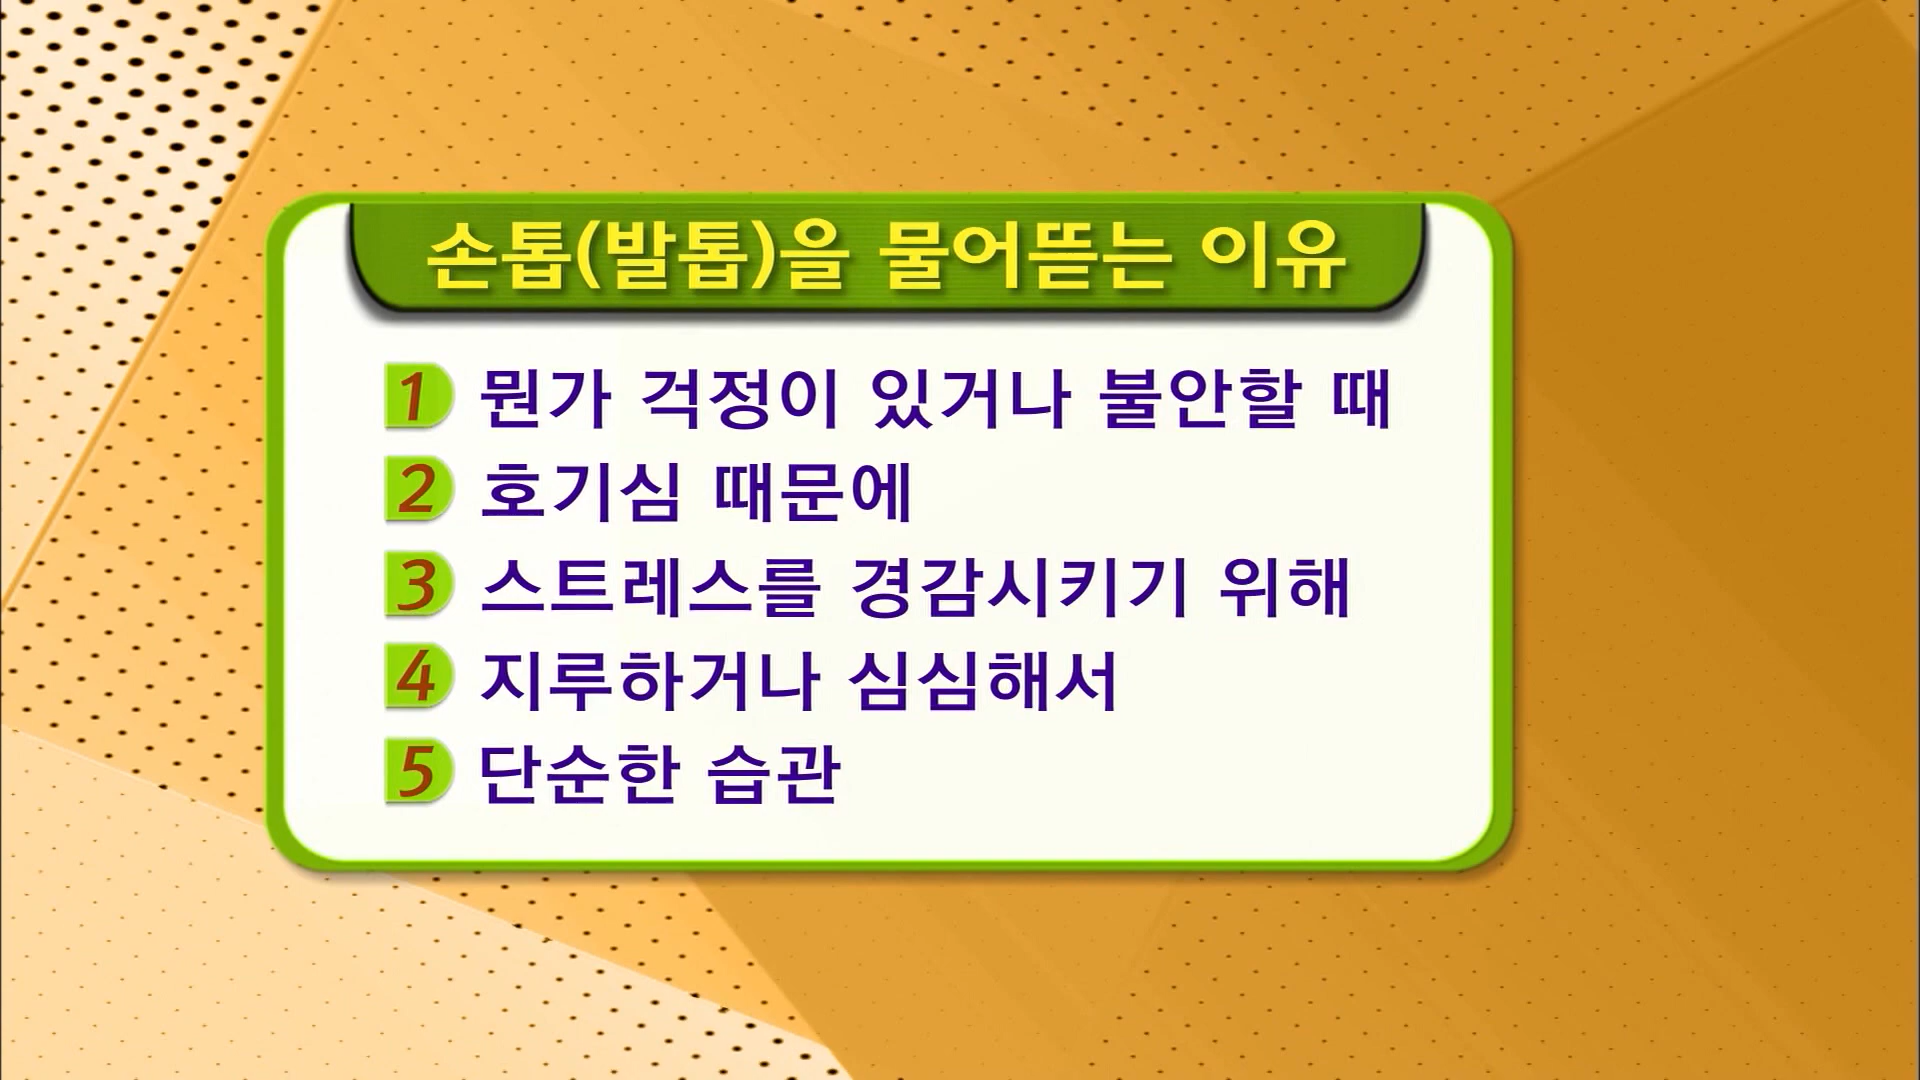 손톱(발톱)을 물어뜯는 이유
1 뭔가 걱정이 있거나 불안할 때
2 호기심 때문에
3 스트레스를 경감시키기 위해
4 지루하거나 심심해서
5 단순한 습관